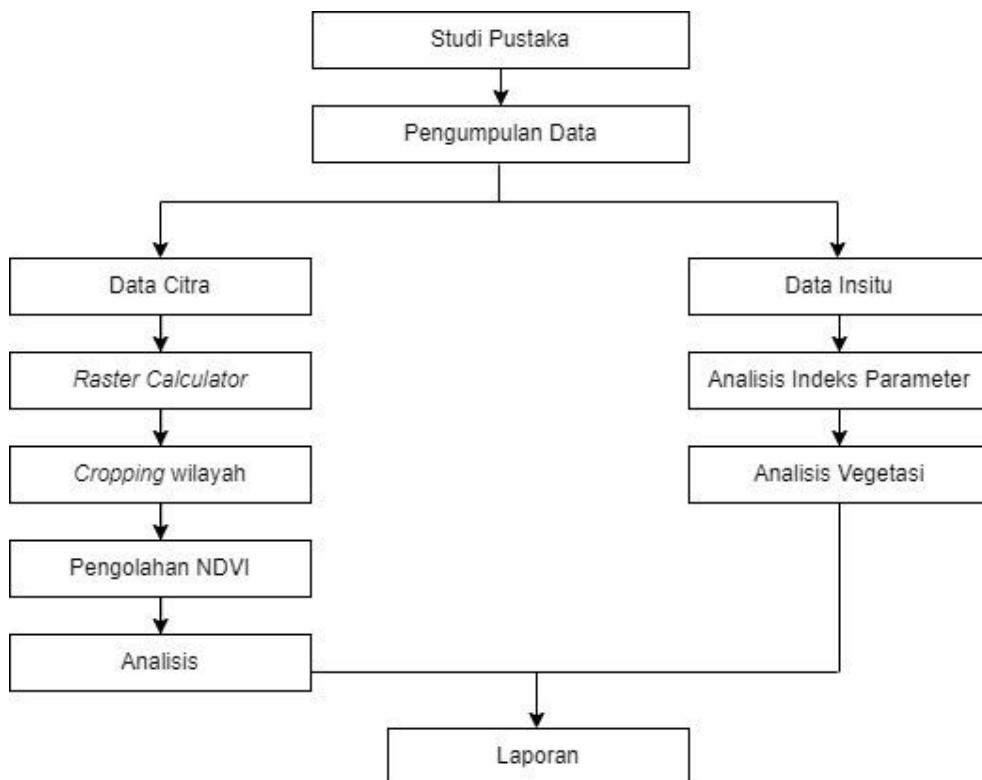 Studi Pustaka
Pengumpulan Data
Data Citra
Raster Calculator
Cropping wilayah
Pengolahan NDVI
Analisis
Data Insitu
Analisis Indeks Parameter
Analisis Vegetasi
Laporan